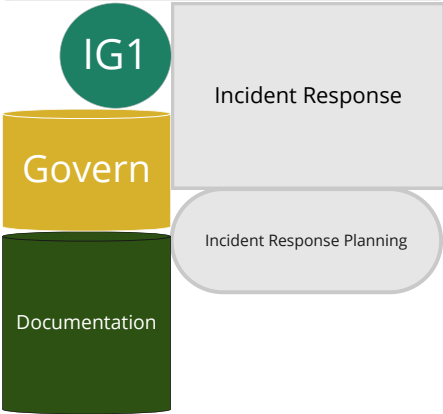 IG1
Incident Response
Govern
Incident Response Planning
Documentation